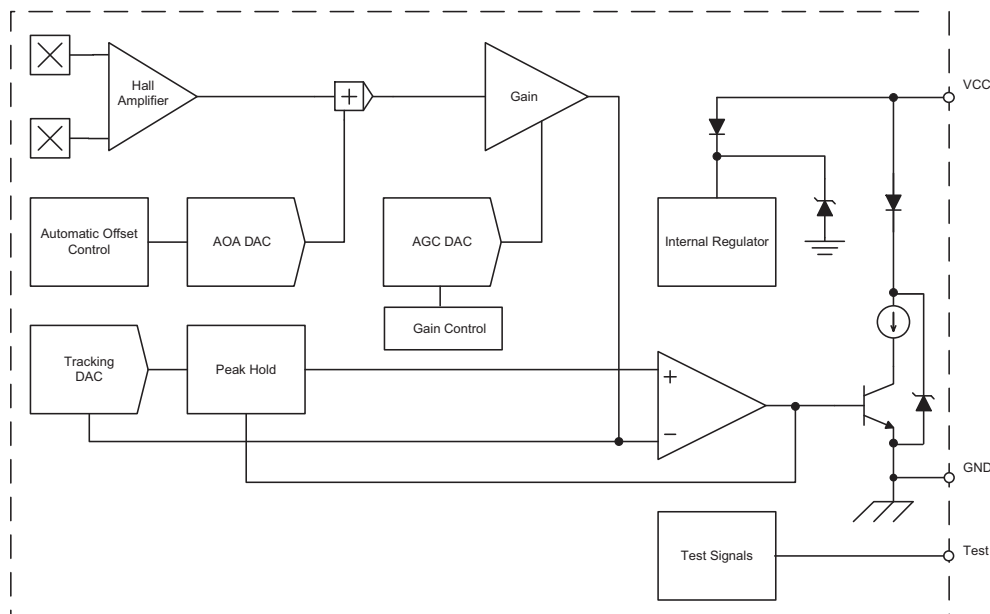 VCC
Hall
Amplifier
+
Gain
Automatic Offset
Control
AOA DAC
AGC DAC
Internal Regulator
Gain Control
Tracking
DAC
Peak Hold
+
−
GND
Test Signals
Test